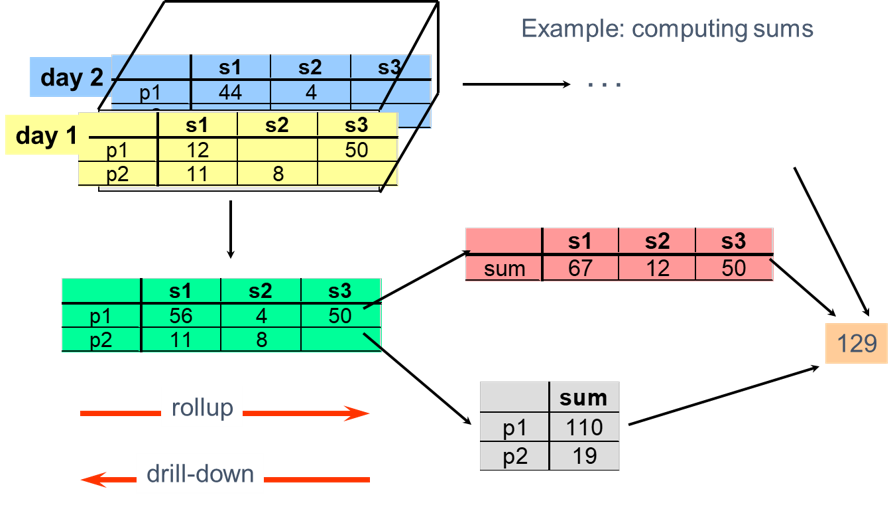 Example: computing sums
day 2
s1 s2 s3
p1 44 4
. . .
day 1
s1 s2 s3
p1 12 50
p2 11 8
s1 s2 s3
sum 67 12 50
s1 s2 s3
p1 56 4 50
p2 11 8
129
rollup
sum
p1 110
p2 19
drill-down